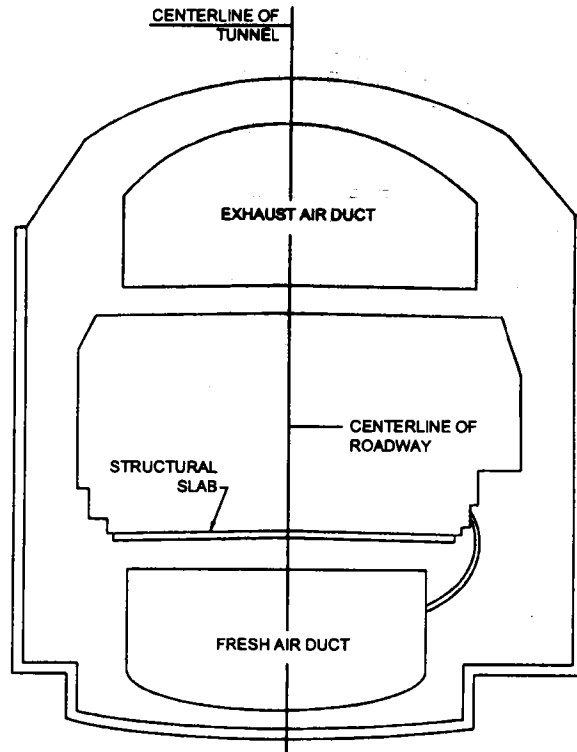 CENTERLINE OF
TUNNEL
EXHAUST AIR DUCT
CENTERLINE OF
ROADWAY
STRUCTURAL
SLAB
FRESH AIR DUCT